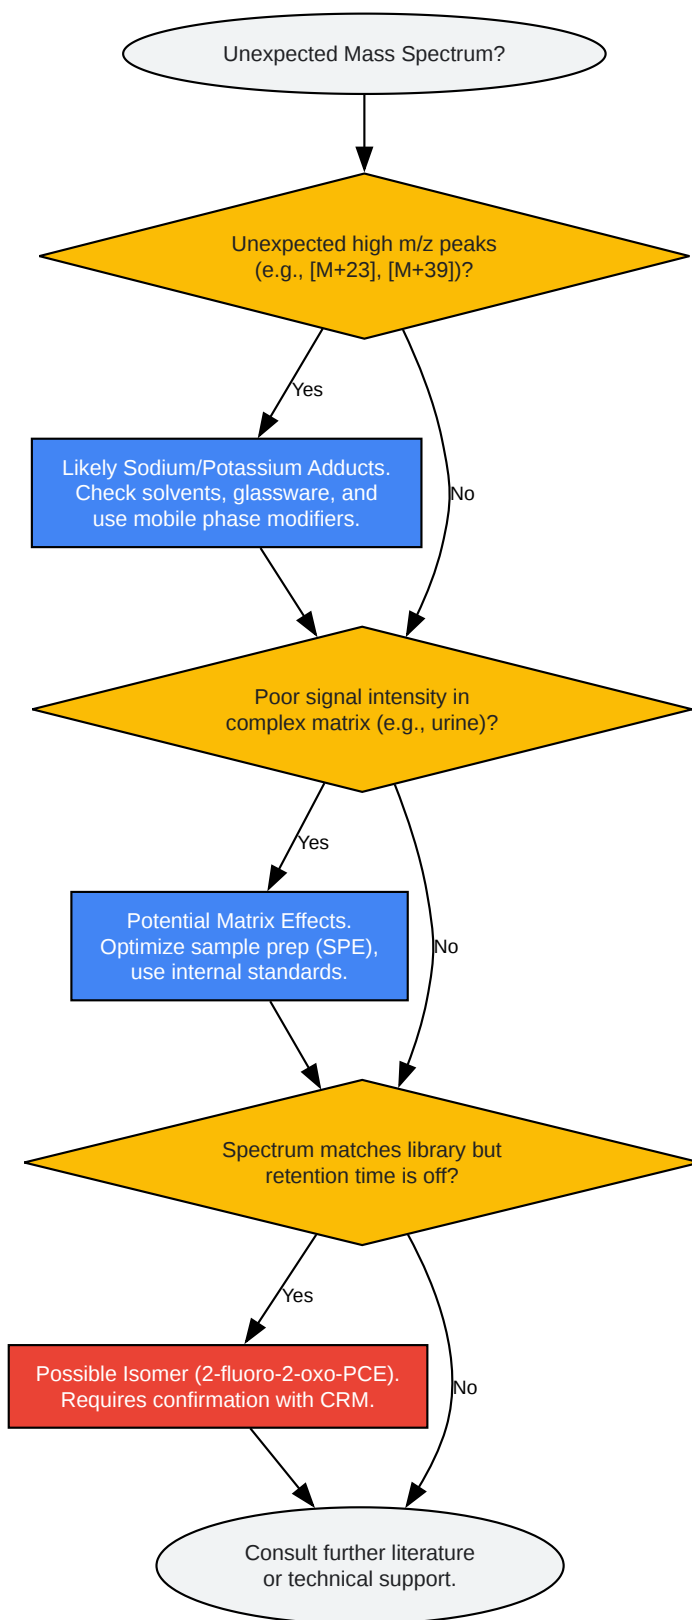 Unexpected Mass Spectrum?
Unexpected high m/z peaks
(e.g., [M+23], [M+39])?
Yes
Likely Sodium/Potassium Adducts.
Check solvents, glassware, and
use mobile phase modifiers.
No
Poor signal intensity in
complex matrix (e.g., urine)?
Yes
Potential Matrix Effects.
Optimize sample prep (SPE),
use internal standards.
No
Spectrum matches library but
retention time is off?
Yes
Possible Isomer (2-fluoro-2-oxo-PCE).
Requires confirmation with CRM.
No
Consult further literature
or technical support.